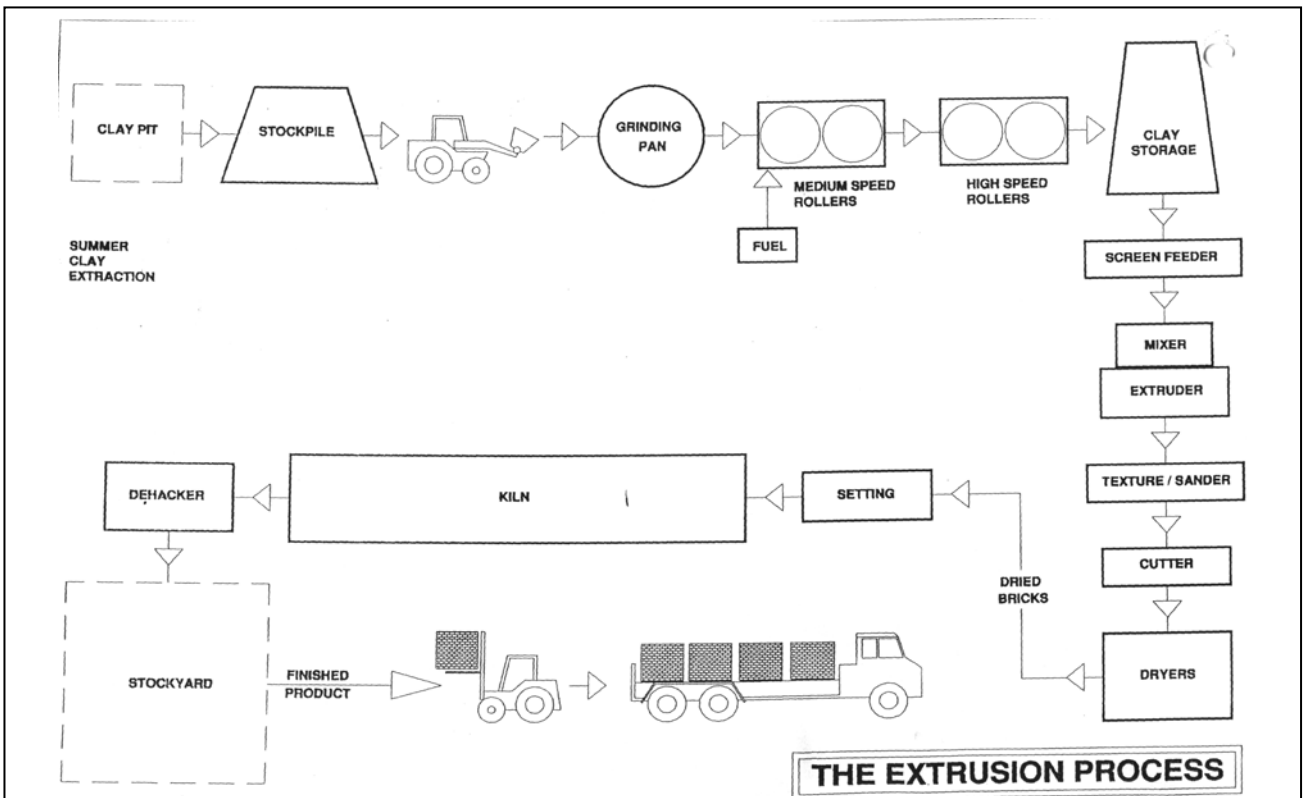 CLAY PIT
STOCKPILE
GRINDING
PAN
MEDIUM SPEED
ROLLERS
HIGH SPEED
ROLLERS
CLAY
STORAGE
FUEL
SUMMER
CLAY
EXTRACTION
SCREEN FEEDER
MIXER
EXTRUDER
TEXTURE / SANDER
CUTTER
DRYERS
DRIED
BRICKS
SETTING
KILN
DEHACKER
STOCKYARD
FINISHED
PRODUCT
THE EXTRUSION PROCESS